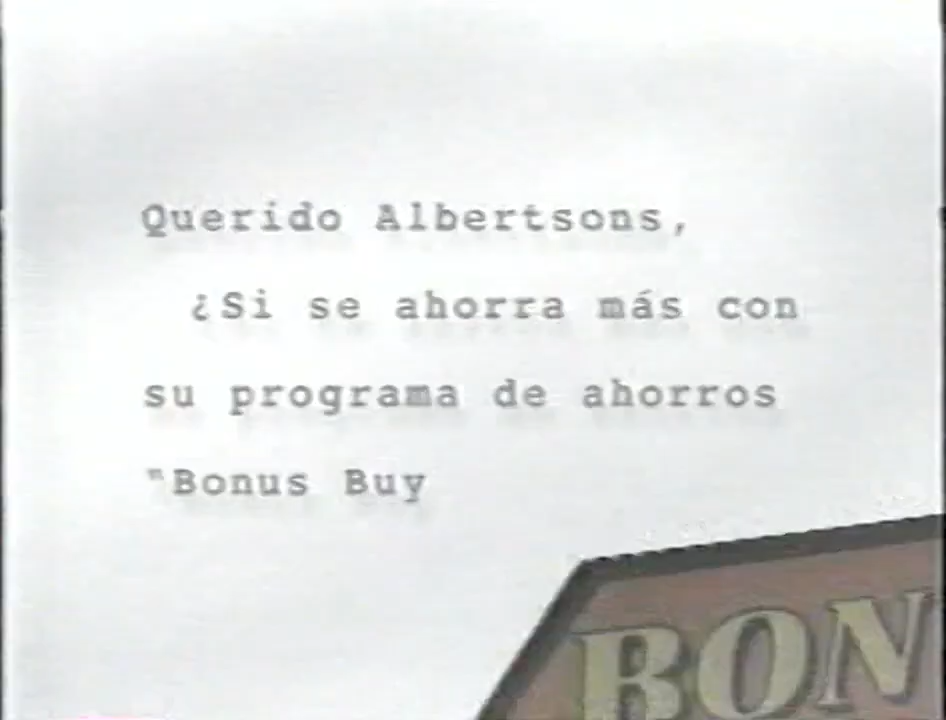 Querido Albertsons,
¿Si se ahorra más con
su programa de ahorros
"Bonus Buy
BON